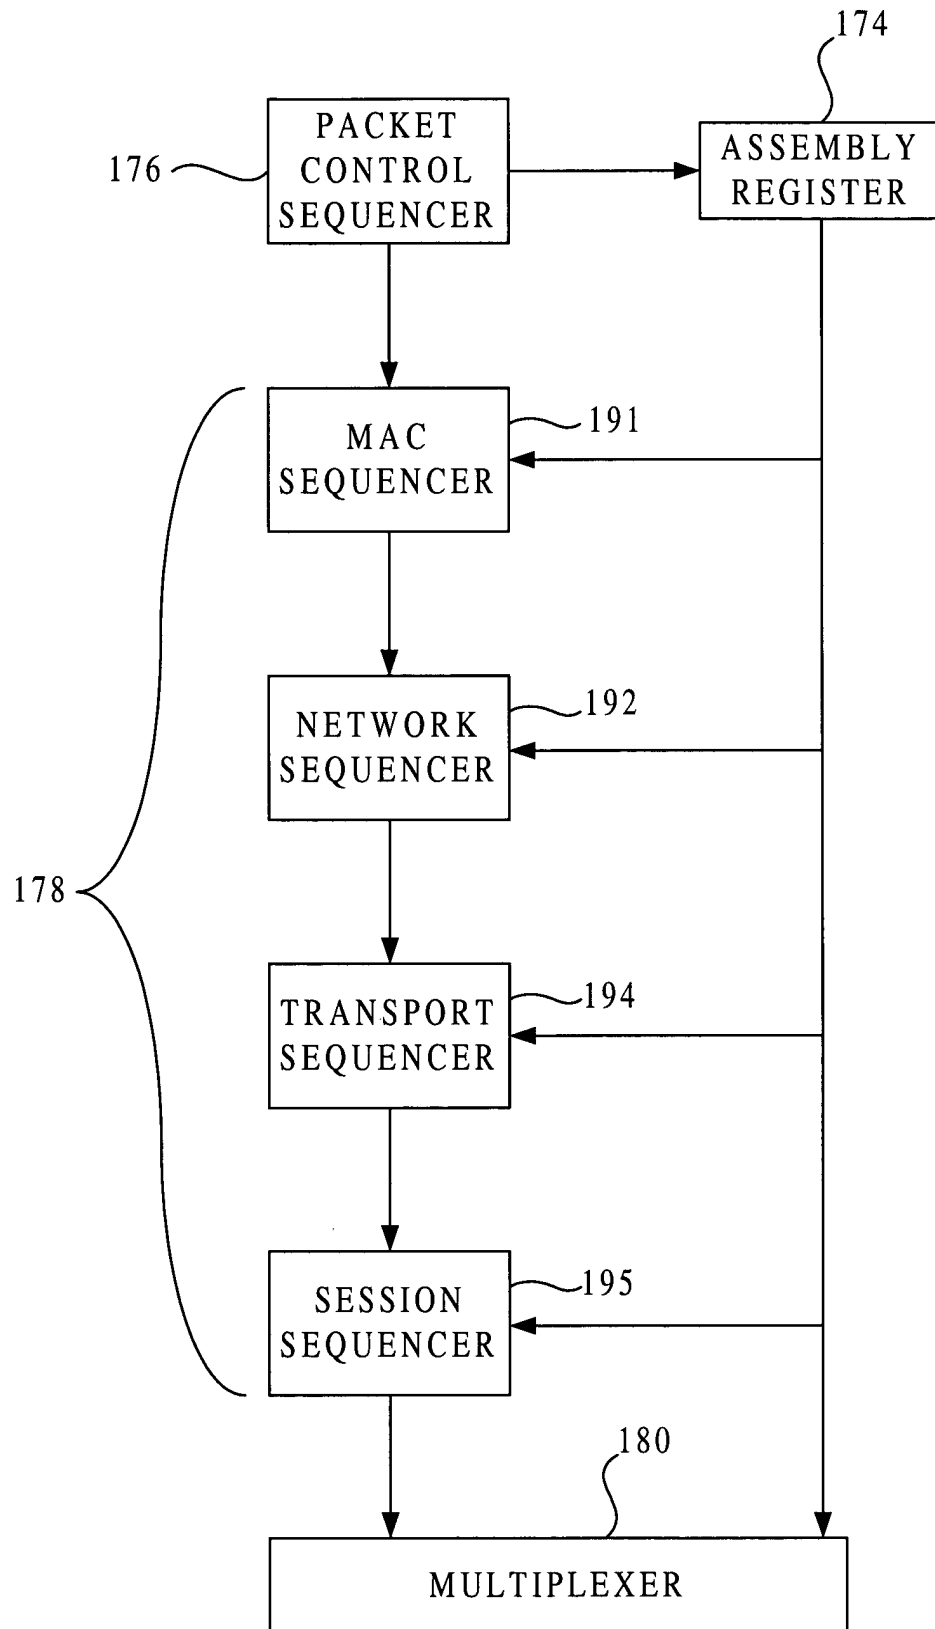 174
PACKET
CONTROL
SEQUENCER
176
ASSEMBLY
REGISTER
MAC
SEQUENCER
191
NETWORK
SEQUENCER
192
178
TRANSPORT
SEQUENCER
194
SESSION
SEQUENCER
195
180
MULTIPLEXER